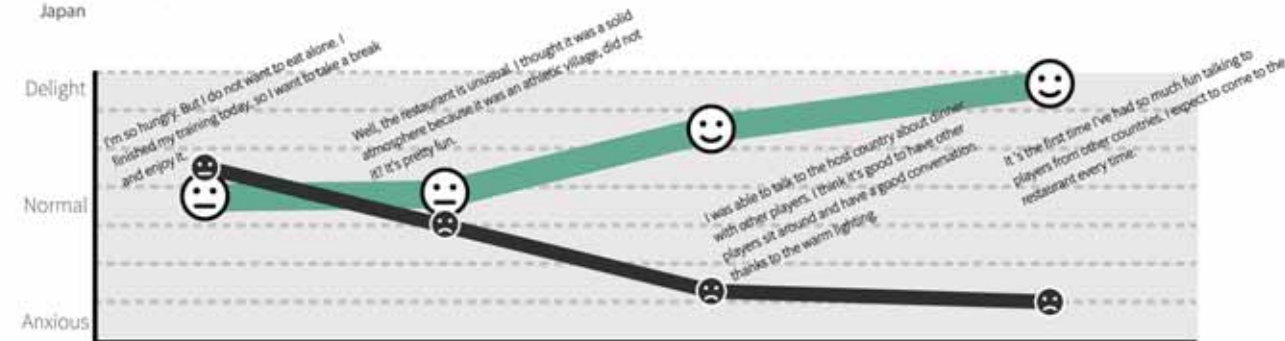 Japan
Delight
Normal
Anxious
I'm so hungry. But I do not want to eat alone. I
finished my training today, so I want to take a break
and enjoy it.
Well, the restaurant is unusual. I thought it was a solid
atmosphere because it was an athletic village, did not
it? It's pretty fun.
I was able to talk to the host country about dinner
with other players. I think it's good to have other
players sit around and have a good conversation
thanks to the warm lighting.
It 's the first time I've had so much fun talking to
players from other countries. I expect to come to the
restaurant every time.